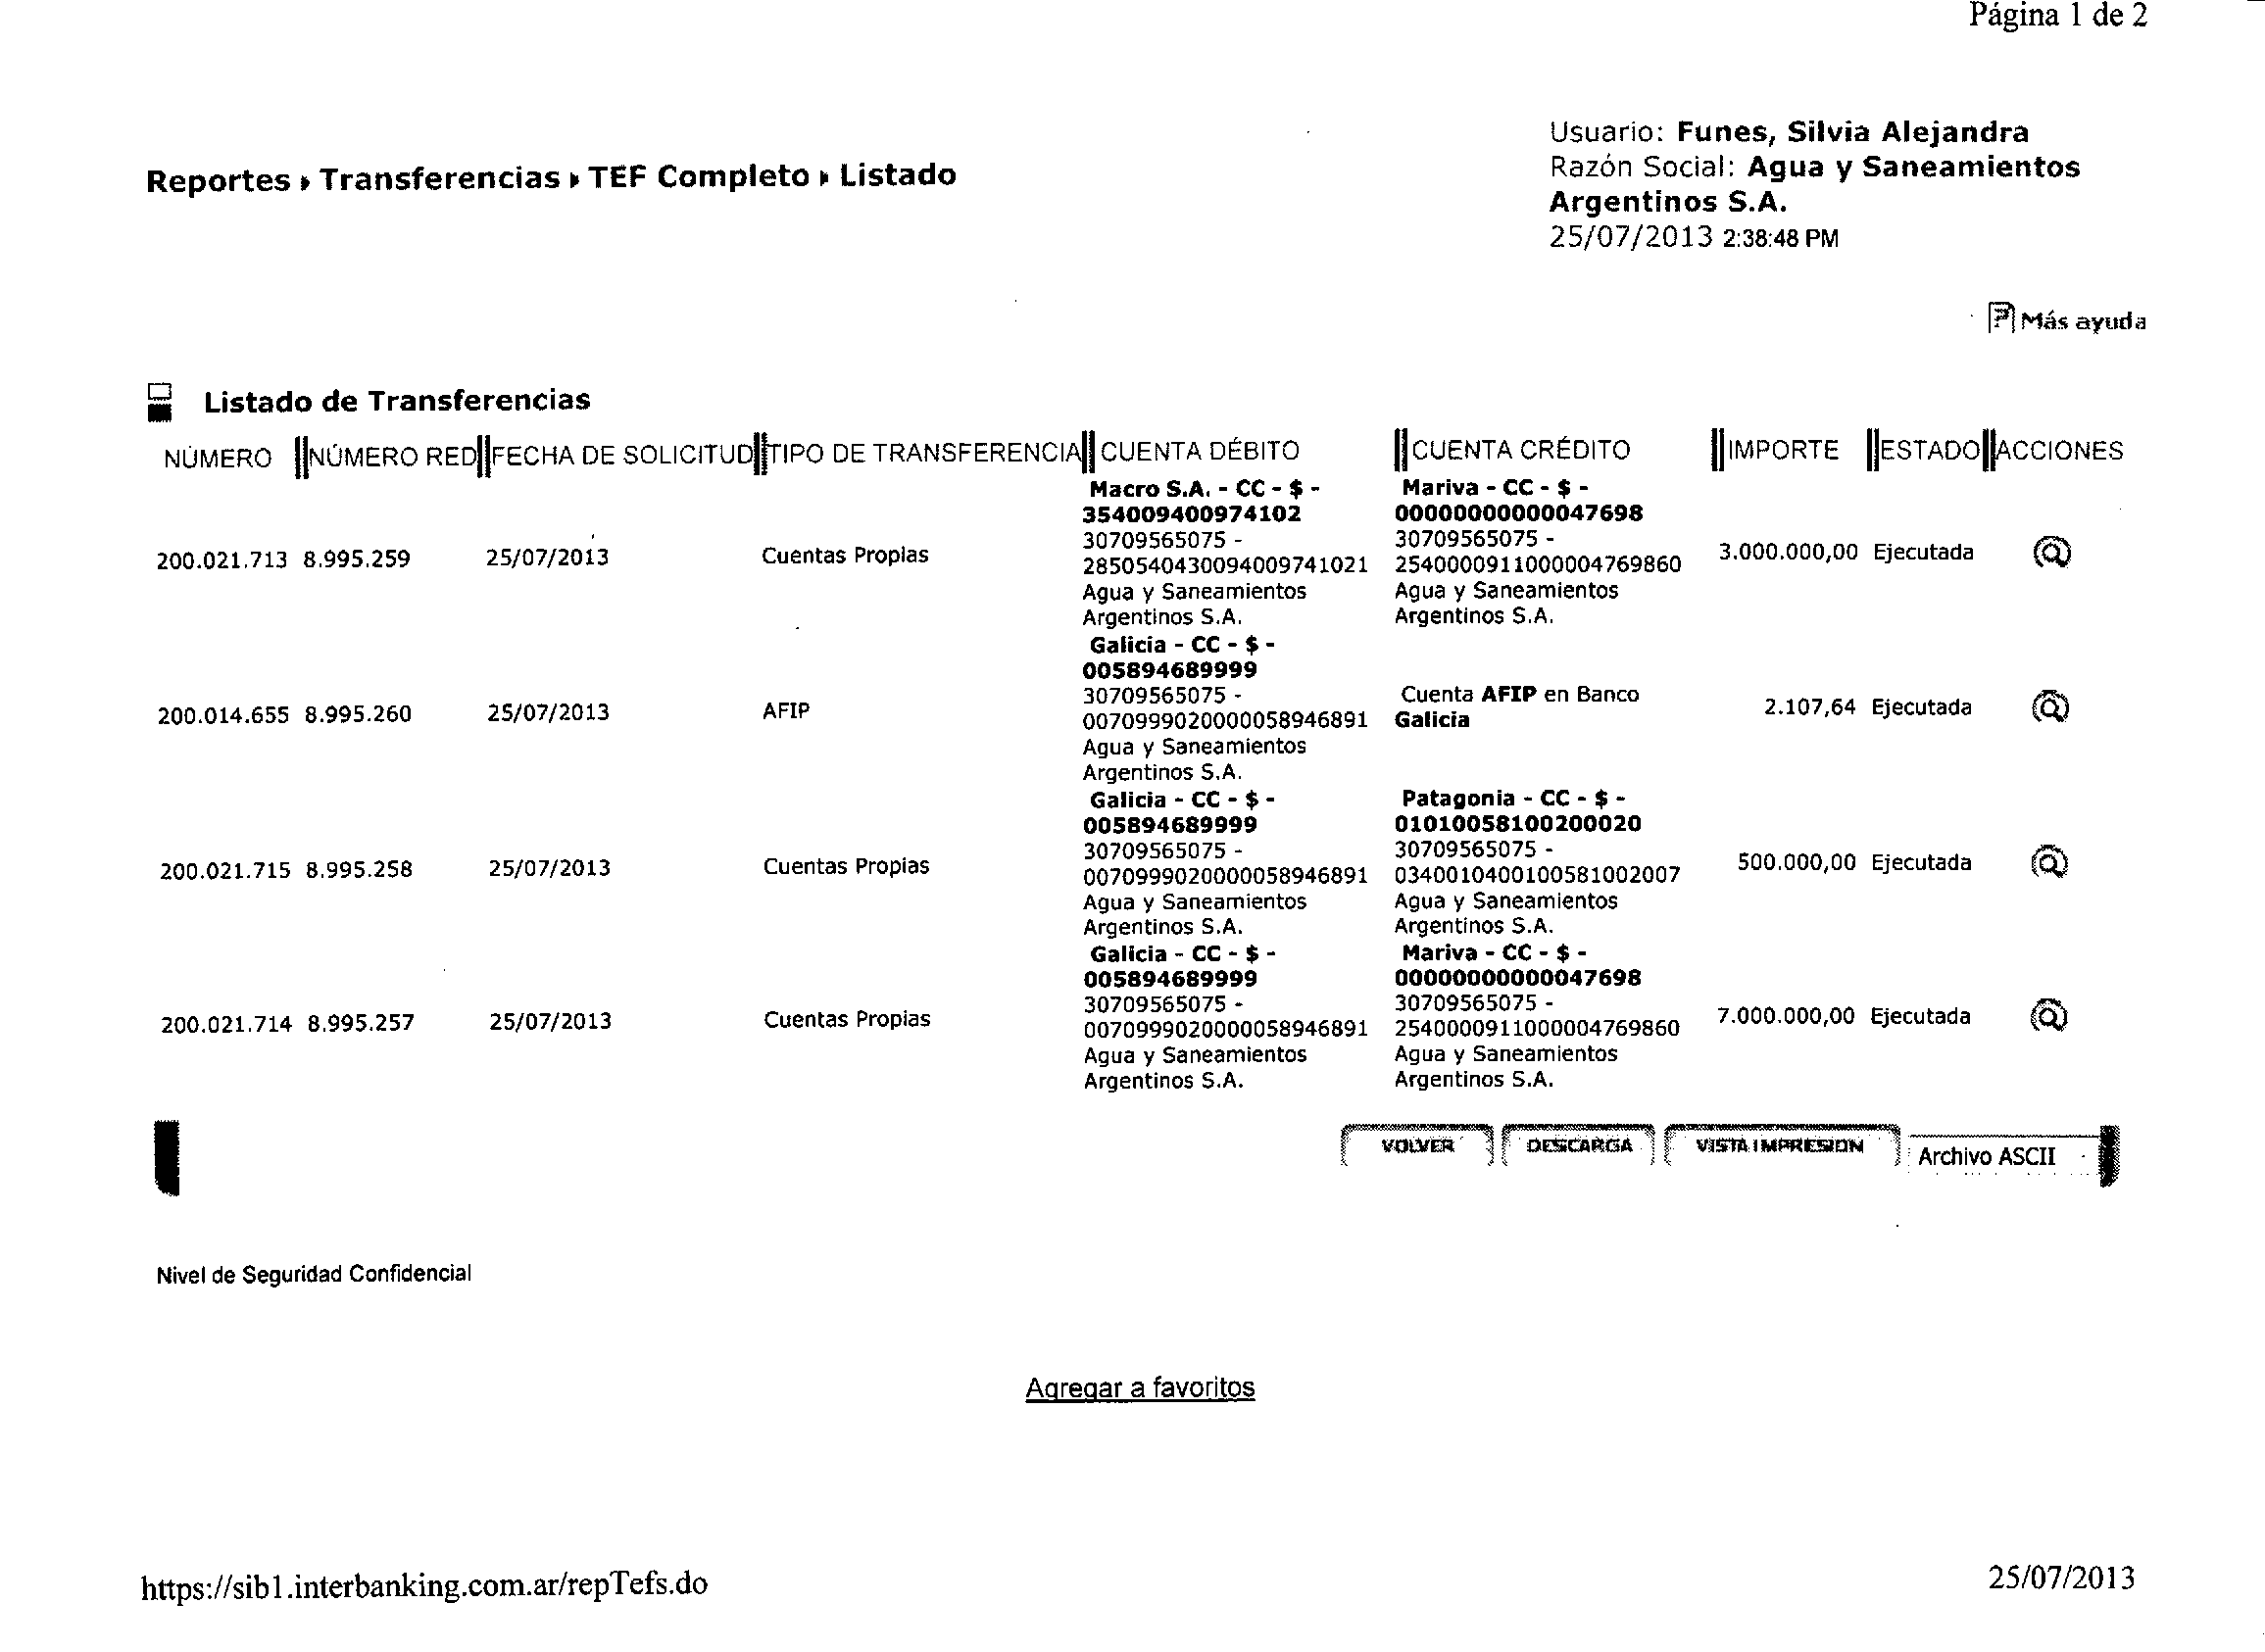 Página 1 de 2
Usuario: Funes, Silvia Alejandra
Razón Social: Agua y Saneamientos
Argentinos S.A.
25/07/2013 2:38:48 PM
Reportes Transferencias TEF Completo Listado
Más ayuda
Listado de Transferencias
NÚMERO NÚMERO RED FECHA DE SOLICITUD TIPO DE TRANSFERENCIA CUENTA DÉBITO CUENTA CRÉDITO IMPORTE ESTADO ACCIONES
Macro S.A. - CC - $ - Mariva - CC - $ -
354009400974102 00000000000047698
30709565075 - 30709565075 -
200.021.713 8.995.259 25/07/2013 Cuentas Propias 2850540430094009741021 2540000911000004769860 3.000.000,00 Ejecutada
Agua y Saneamientos Agua y Saneamientos
Argentinos S.A. Argentinos S.A.
Galicia - CC - $ -
005894689999
30709565075 - Cuenta AFIP en Banco
200.014.655 8.995.260 25/07/2013 AFIP 0070999020000058946891 Galicia 2.107,64 Ejecutada
Agua y Saneamientos
Argentinos S.A.
Galicia - CC - $ - Patagonia - CC - $ -
005894689999 01010058100200020
30709565075 - 30709565075 -
200.021.715 8.995.258 25/07/2013 Cuentas Propias 0070999020000058946891 0340010400100581002007 500.000,00 Ejecutada
Agua y Saneamientos Agua y Saneamientos
Argentinos S.A. Argentinos S.A.
Galicia - CC - $ - Mariva - CC - $ -
005894689999 00000000000047698
30709565075 - 30709565075 -
200.021.714 8.995.257 25/07/2013 Cuentas Propias 0070999020000058946891 2540000911000004769860 7.000.000,00 Ejecutada
Agua y Saneamientos Agua y Saneamientos
Argentinos S.A. Argentinos S.A.
VOLVER DESCARGA VISTA IMPRESION Archivo ASCII
Nivel de Seguridad Confidencial
Agregar a favoritos
https://sib1.interbanking.com.ar/repTefs.do 25/07/2013